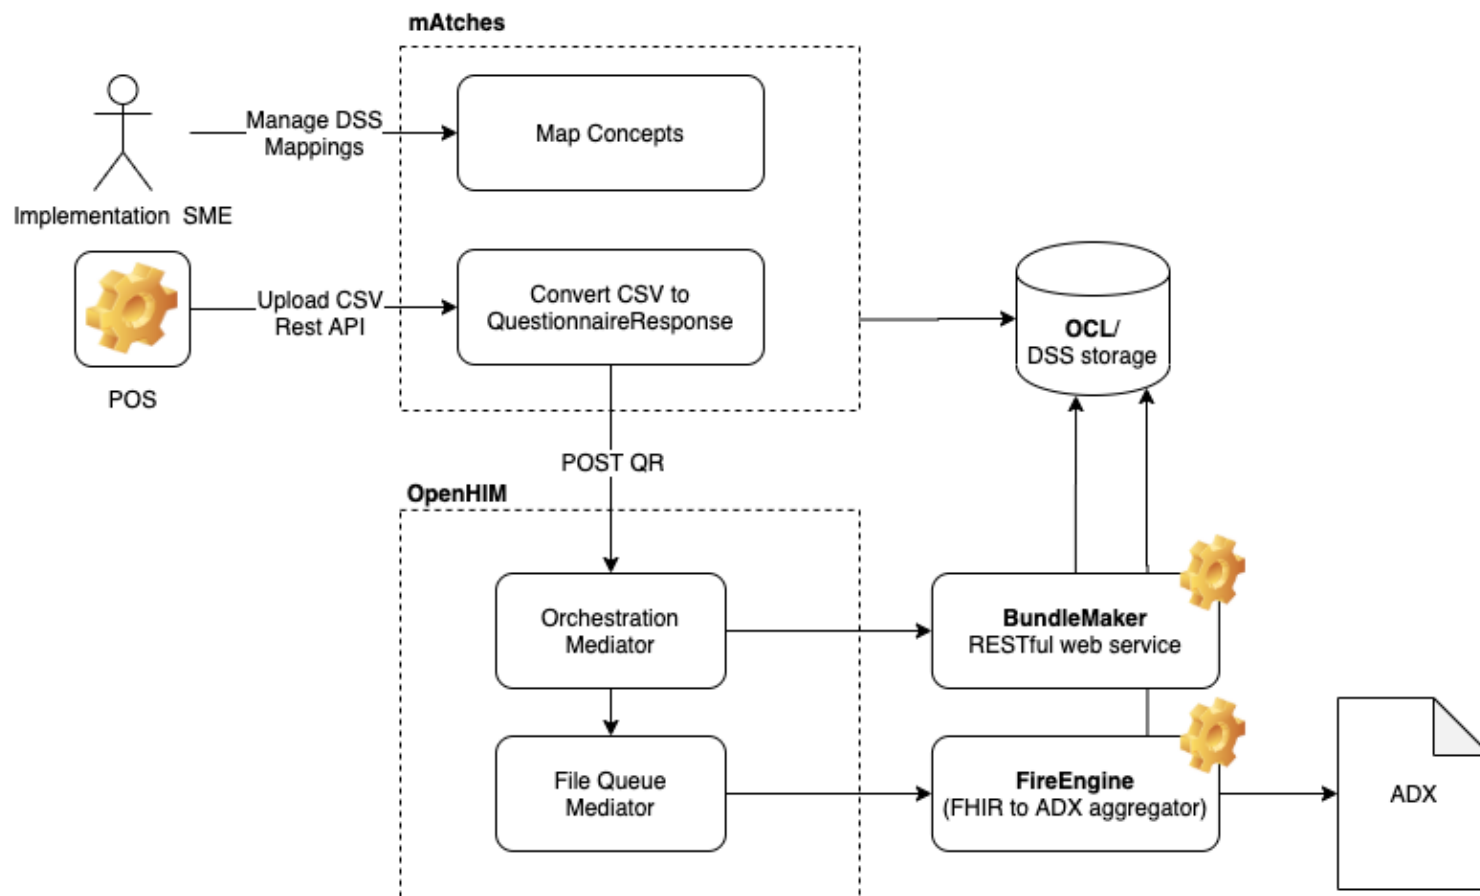 mAtches
Manage DSS
Mappings
Map Concepts
Implementation  SME
Upload CSV
Rest API
Convert CSV to
QuestionnaireResponse
OCL/
DSS storage
POS
POST QR
OpenHIM
Orchestration
Mediator
BundleMaker
RESTful web service
File Queue
Mediator
FireEngine
(FHIR to ADX aggregator)
ADX